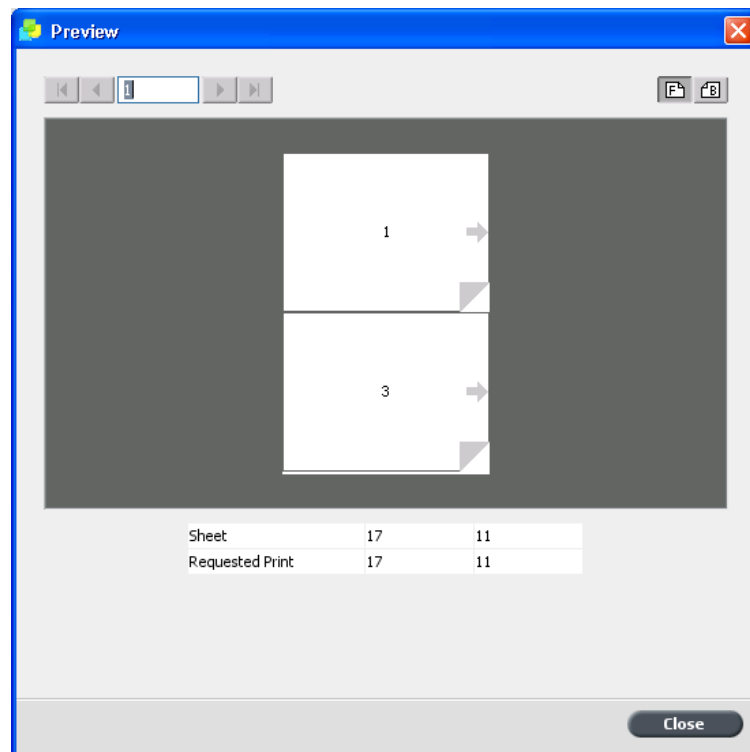 Preview
1
F B
1
3
Sheet 17 11
Requested Print 17 11
Close